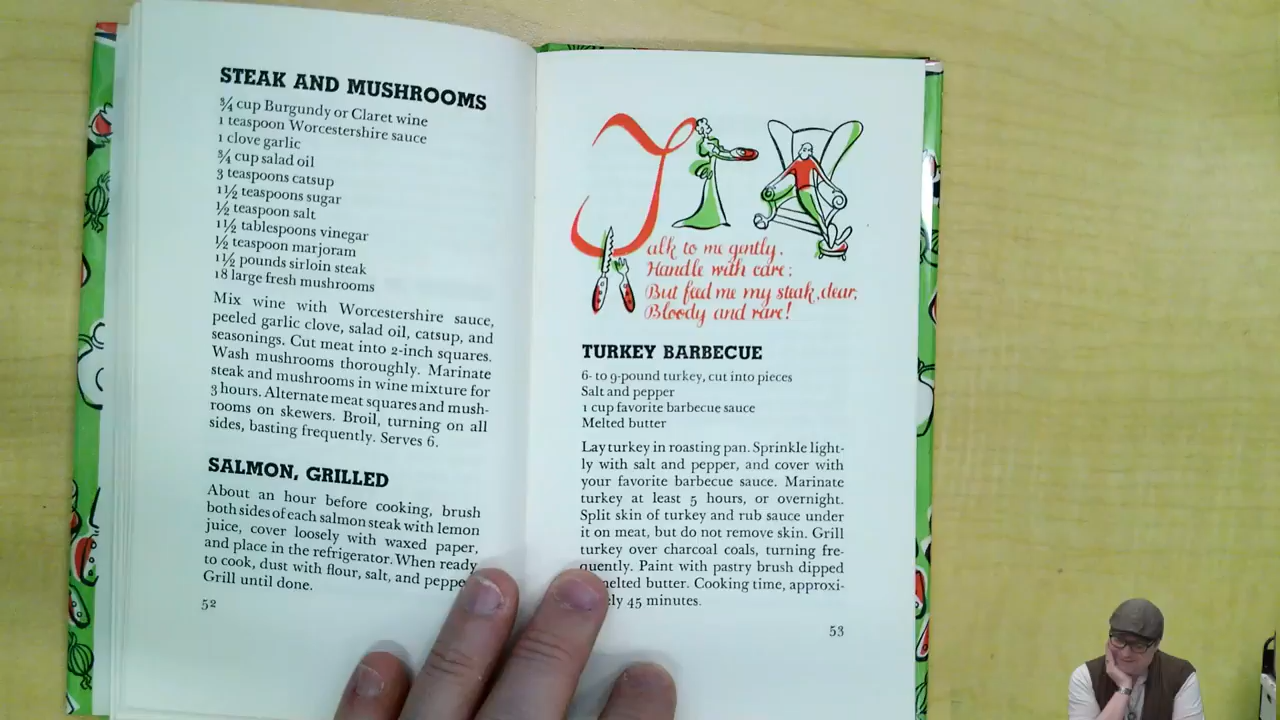 STEAK AND MUSHROOMS
¾ cup Burgundy or Claret wine
1 teaspoon Worcestershire sauce
1 clove garlic
¾ cup salad oil
3 teaspoons catsup
1½ teaspoons sugar
½ teaspoon salt
1½ tablespoons vinegar
½ teaspoon marjoram
1½ pounds sirloin steak
18 large fresh mushrooms
Mix wine with Worcestershire sauce,
peeled garlic clove, salad oil, catsup, and
seasonings. Cut meat into 2-inch squares.
Wash mushrooms thoroughly. Marinate
steak and mushrooms in wine mixture for
3 hours. Alternate meat squares and mush-
rooms on skewers. Broil, turning on all
sides, basting frequently. Serves 6.
SALMON, GRILLED
About an hour before cooking, brush
both sides of each salmon steak with lemon
juice, cover loosely with waxed paper,
and place in the refrigerator. When ready
to cook, dust with flour, salt, and peppe
Grill until done.
52
Talk to me gently,
Handle with care;
But feed me my steak, dear,
Bloody and rare!
TURKEY BARBECUE
6- to 9-pound turkey, cut into pieces
Salt and pepper
1 cup favorite barbecue sauce
Melted butter
Lay turkey in roasting pan. Sprinkle light-
ly with salt and pepper, and cover with
your favorite barbecue sauce. Marinate
turkey at least 5 hours, or overnight.
Split skin of turkey and rub sauce under
it on meat, but do not remove skin. Grill
turkey over charcoal coals, turning fre-
quently. Paint with pastry brush dipped
melted butter. Cooking time, approxi-
ly 45 minutes.
53